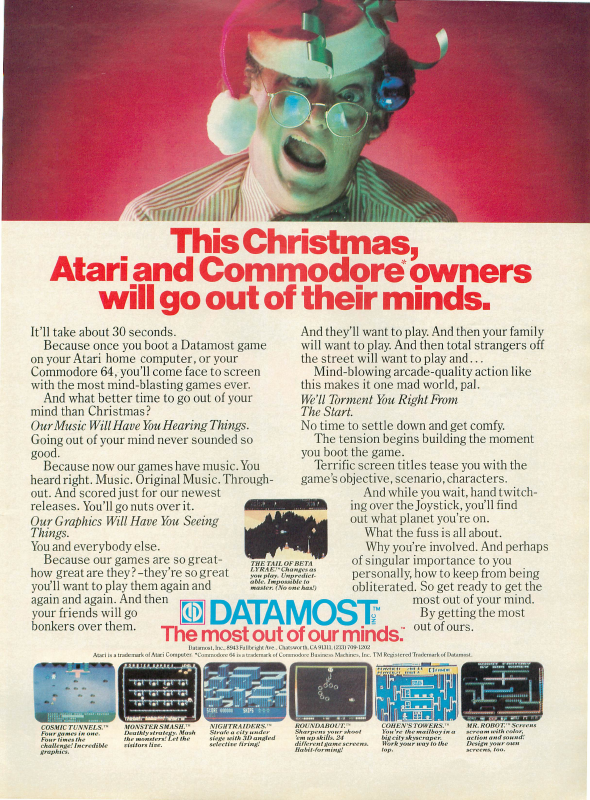 This Christmas,
Atari and Commodore* owners
will go out of their minds.
It'll take about 30 seconds.
Because once you boot a Datamost game
on your Atari home computer, or your
Commodore 64, you'll come face to screen
with the most mind-blasting games ever.
And what better time to go out of your
mind than Christmas?
Our Music Will Have You Hearing Things.
Going out of your mind never sounded so
good.
Because now our games have music. You
heard right. Music. Original Music. Through-
out. And scored just for our newest
releases. You'll go nuts over it.
Our Graphics Will Have You Seeing
Things.
You and everybody else.
Because our games are so great–
how great are they?–they're so great
you'll want to play them again and
again and again. And then
your friends will go
bonkers over them.
And they'll want to play. And then your family
will want to play. And then total strangers off
the street will want to play and...
Mind-blowing arcade-quality action like
this makes it one mad world, pal.
We'll Torment You Right From
The Start.
No time to settle down and get comfy.
The tension begins building the moment
you boot the game.
Terrific screen titles tease you with the
game's objective, scenario, characters.
And while you wait, hand twitch-
ing over the Joystick, you'll find
out what planet you're on.
What the fuss is all about.
Why you're involved. And perhaps
of singular importance to you
personally, how to keep from being
obliterated. So get ready to get the
most out of your mind.
By getting the most
out of ours.
THE TAIL OF BETA
LYRAE.™ Changes as
you play. Unpredict-
able. Impossible to
master. (No one has!)
DATAMOST INC.
The most out of our minds.™
Datamost, Inc., 8943 Fullbright Ave., Chatsworth, CA 91311. (213) 709-1202
Atari is a trademark of Atari Computer. *Commodore 64 is a trademark of Commodore Business Machines, Inc. TM Registered Trademark of Datamost.
COSMIC TUNNELS.™
Four games in one.
Four times the
challenge! Incredible
graphics.
MONSTER SMASH.™
Deathly strategy. Mash
the monsters! Let the
visitors live.
NIGHTRAIDERS.™
Strafe a city under
siege with 3D angled
selective firing!
ROUNDABOUT.™
Sharpens your shoot
'em up skills. 24
different game screens.
Habit-forming!
COHEN'S TOWERS.™
You're the mailboy in a
big city skyscraper.
Work your way to the
top.
MR. ROBOT.™ Screens
scream with color,
action and sound!
Design your own
screens, too.